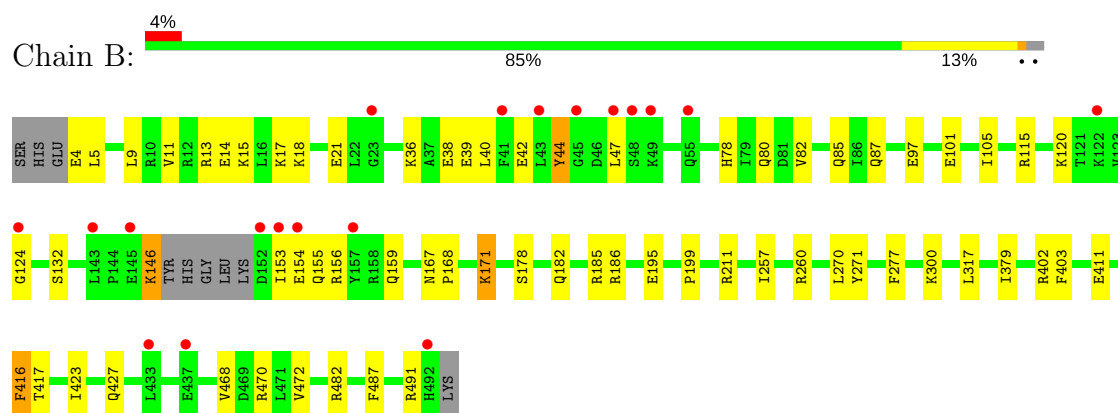 4%
Chain B:
85%
13%
SER HIS GLU E4 L5 I9 R10 V11 R12 R13 E14 K15 L16 K17 K18 E21 L22 G23 K36 A37 E38 E39 L40 F41 E42 L43 Y44 G45 D46 L47 S48 K49 Q55 H78 I79 Q80 D81 V82 Q85 I86 Q87 E97 E101 I105 R115 K120 T121 K122
G124 S132 L143 P144 E145 K146 TYR HIS GLY LEU LYS D152 I153 E154 Q155 R156 Y157 R158 Q159 N167 P168 K171 S178 Q182 R185 R186 E195 P199 R211 I257 R260 L270 Y271 F277 K300 L317 I379 R402 F403 E411
F416 T417 I423 Q427 L433 E437 V468 D469 R470 L471 V472 R482 F487 R491 H492 LYS